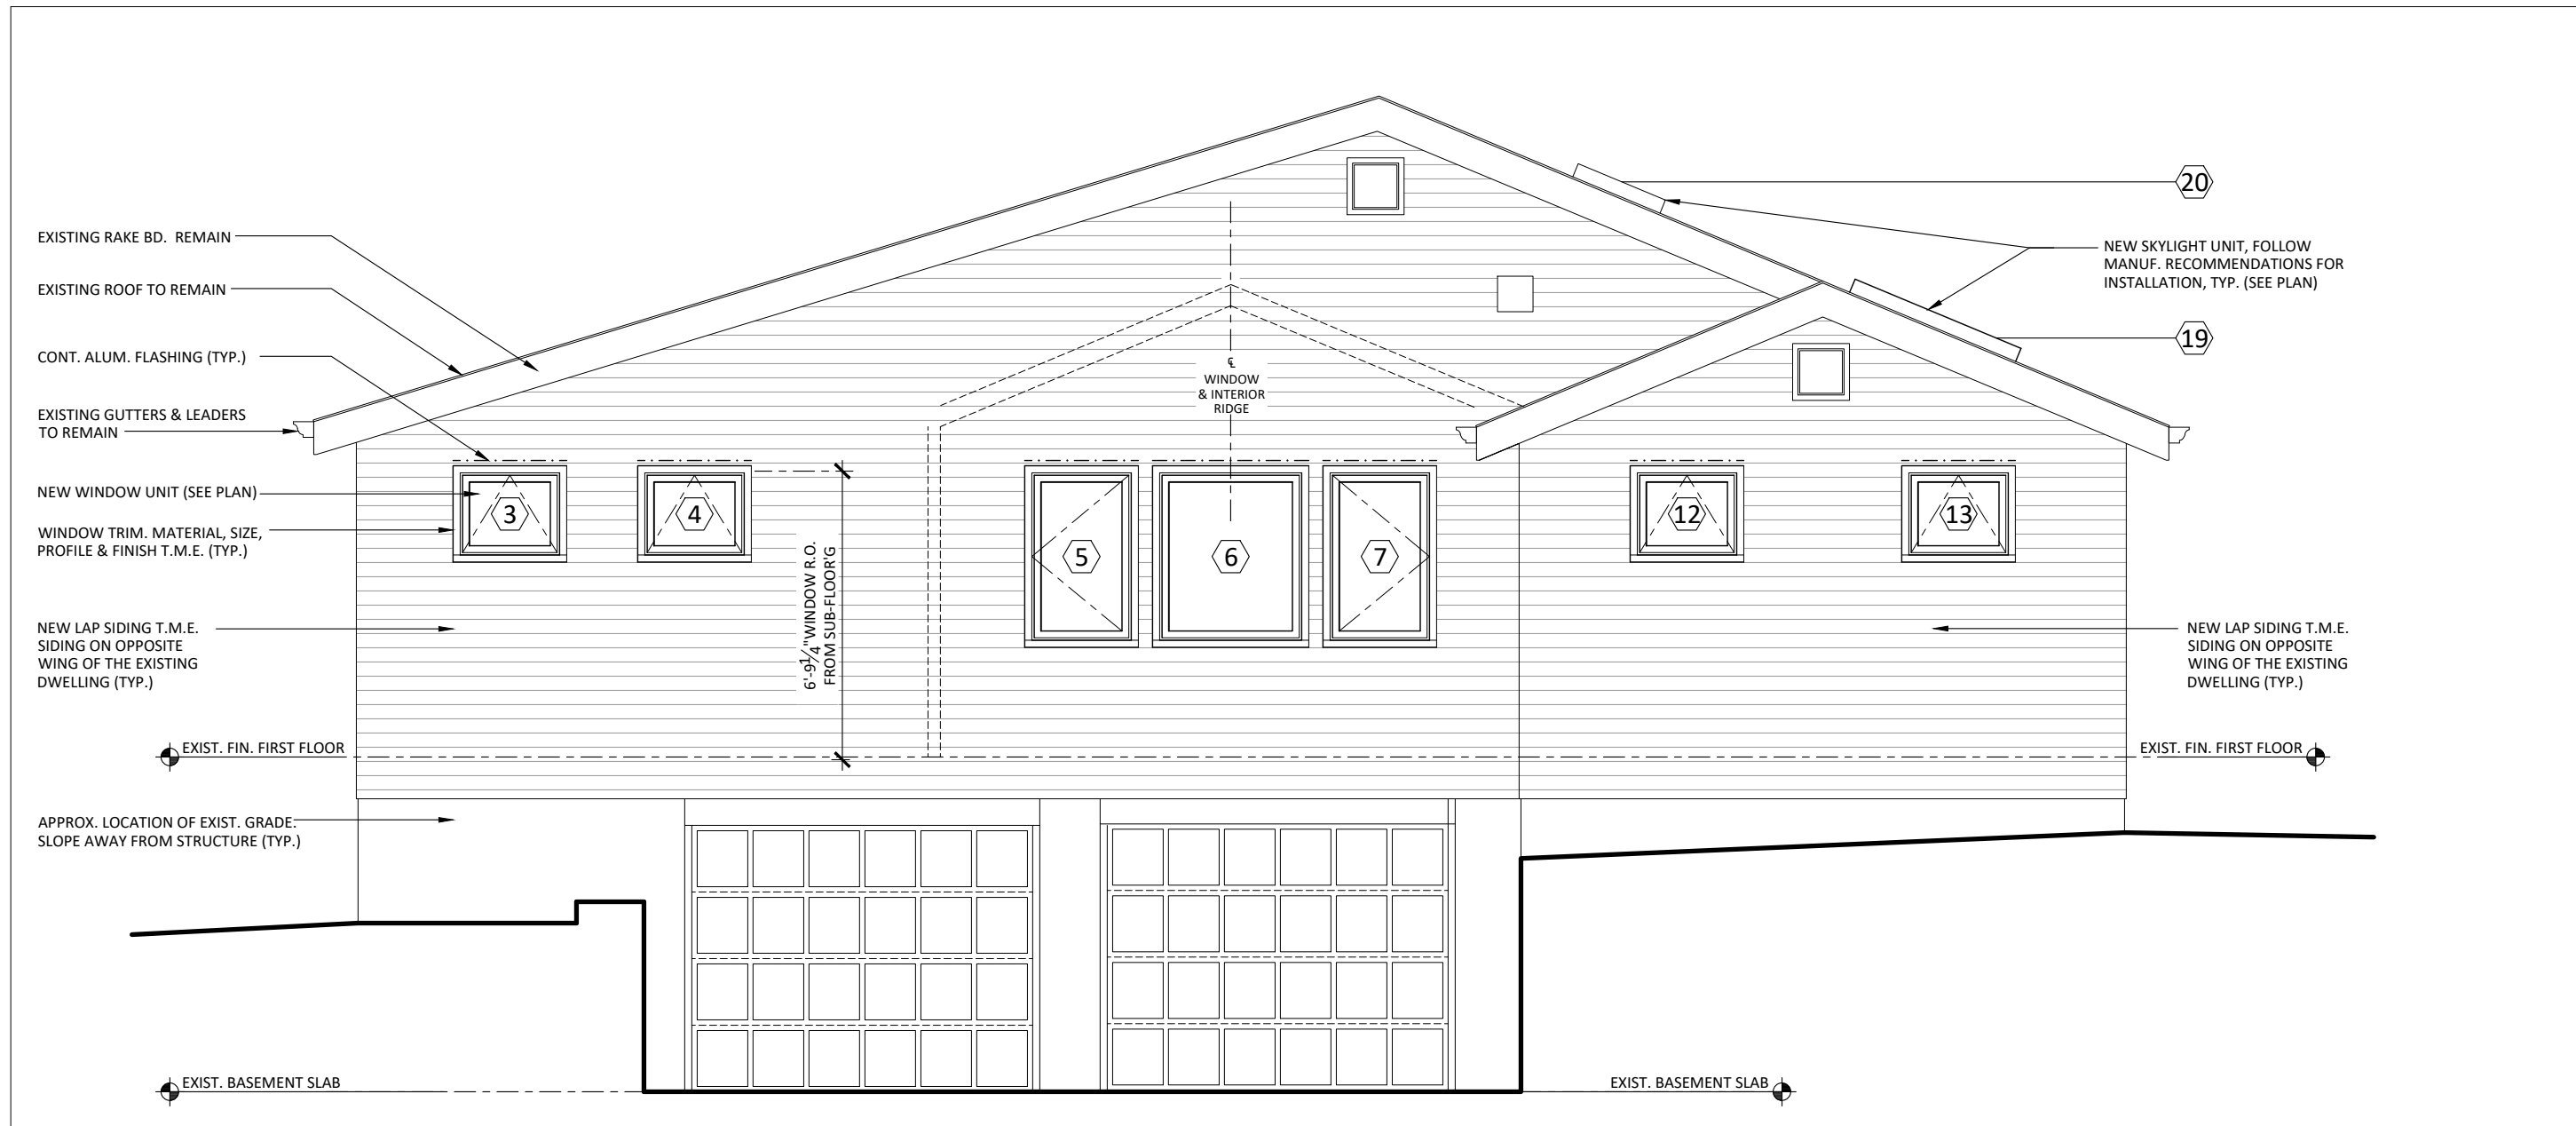 EXISTING RAKE BD. REMAIN
EXISTING ROOF TO REMAIN
CONT. ALUM. FLASHING (TYP.)
EXISTING GUTTERS & LEADERS
TO REMAIN
NEW WINDOW UNIT (SEE PLAN)
WINDOW TRIM. MATERIAL, SIZE,
PROFILE & FINISH T.M.E. (TYP.)
NEW LAP SIDING T.M.E.
SIDING ON OPPOSITE
WING OF THE EXISTING
DWELLING (TYP.)
EXIST. FIN. FIRST FLOOR
APPROX. LOCATION OF EXIST. GRADE.
SLOPE AWAY FROM STRUCTURE (TYP.)
EXIST. BASEMENT SLAB
3
4
6'-9 1/4" WINDOW R.O.
FROM SUB-FLOOR'G
℄
WINDOW
& INTERIOR
RIDGE
5
6
7
12
13
20
NEW SKYLIGHT UNIT, FOLLOW
MANUF. RECOMMENDATIONS FOR
INSTALLATION, TYP. (SEE PLAN)
19
NEW LAP SIDING T.M.E.
SIDING ON OPPOSITE
WING OF THE EXISTING
DWELLING (TYP.)
EXIST. FIN. FIRST FLOOR
EXIST. BASEMENT SLAB